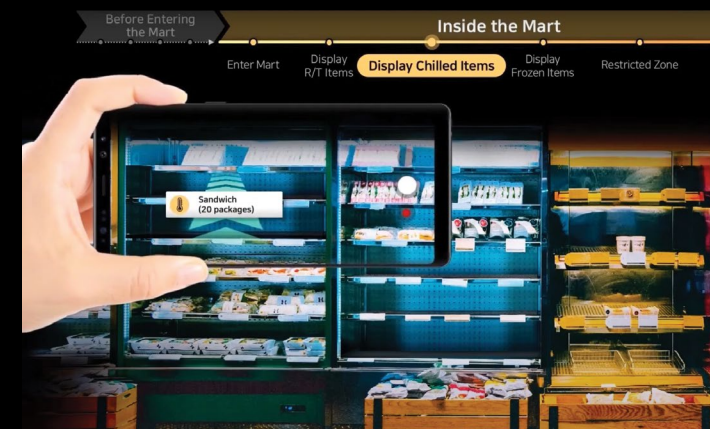 Before Entering
the Mart
Inside the Mart
Enter Mart
Display
R/T Items
Display Chilled Items
Display
Frozen Items
Restricted Zone
Sandwich
(20 packages)